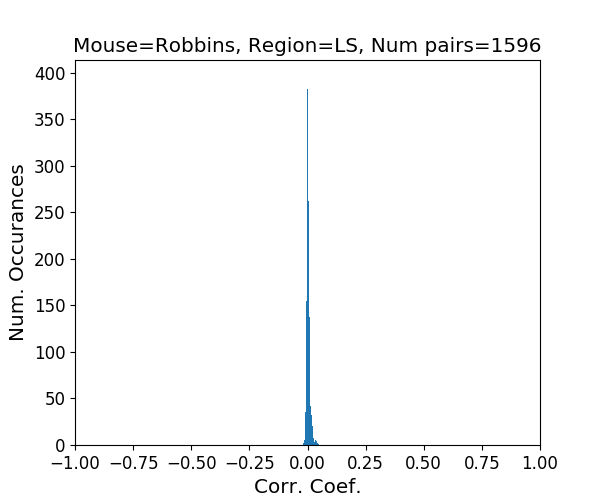 Mouse=Robbins, Region=LS, Num pairs=1596
400
350
300
250
200
150
100
50
0
Num. Occurances
−1.00 −0.75 −0.50 −0.25 0.00 0.25 0.50 0.75 1.00
Corr. Coef.